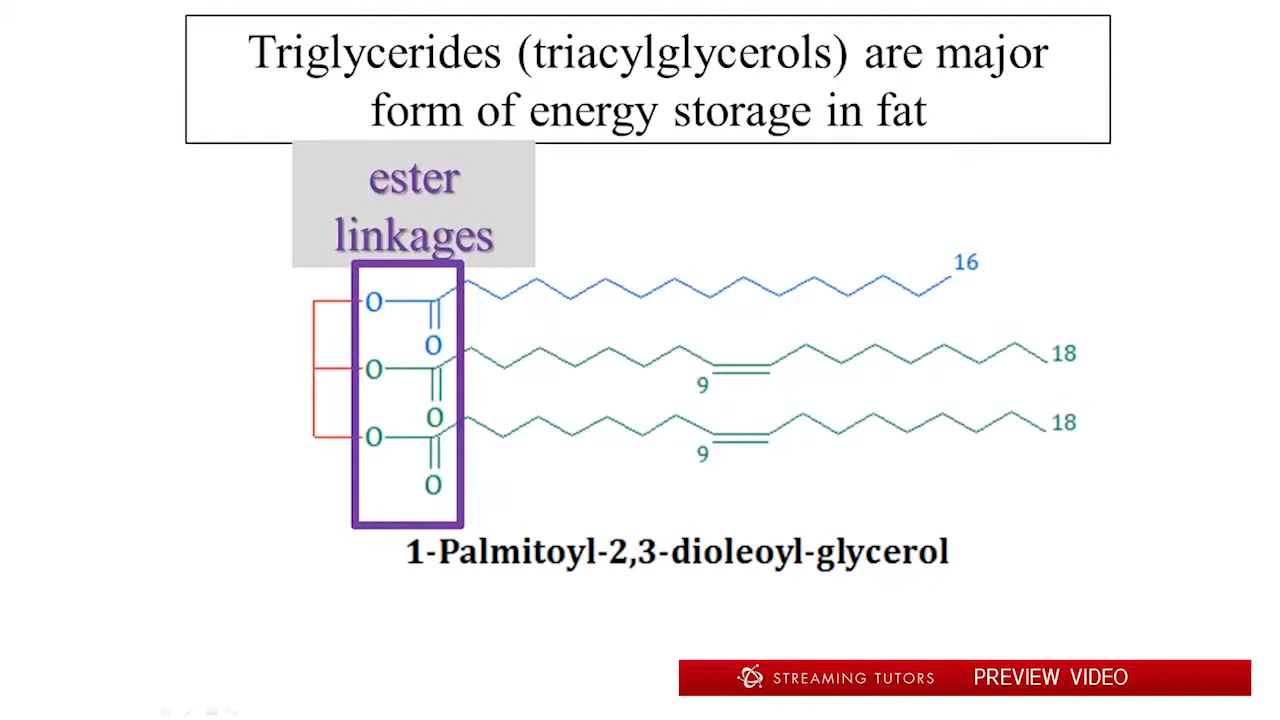 Triglycerides (triacylglycerols) are major
form of energy storage in fat
ester
linkages
16
O
O
18
O
9
O
18
O
9
O
1-Palmitoyl-2,3-dioleoyl-glycerol
STREAMING TUTORS PREVIEW VIDEO